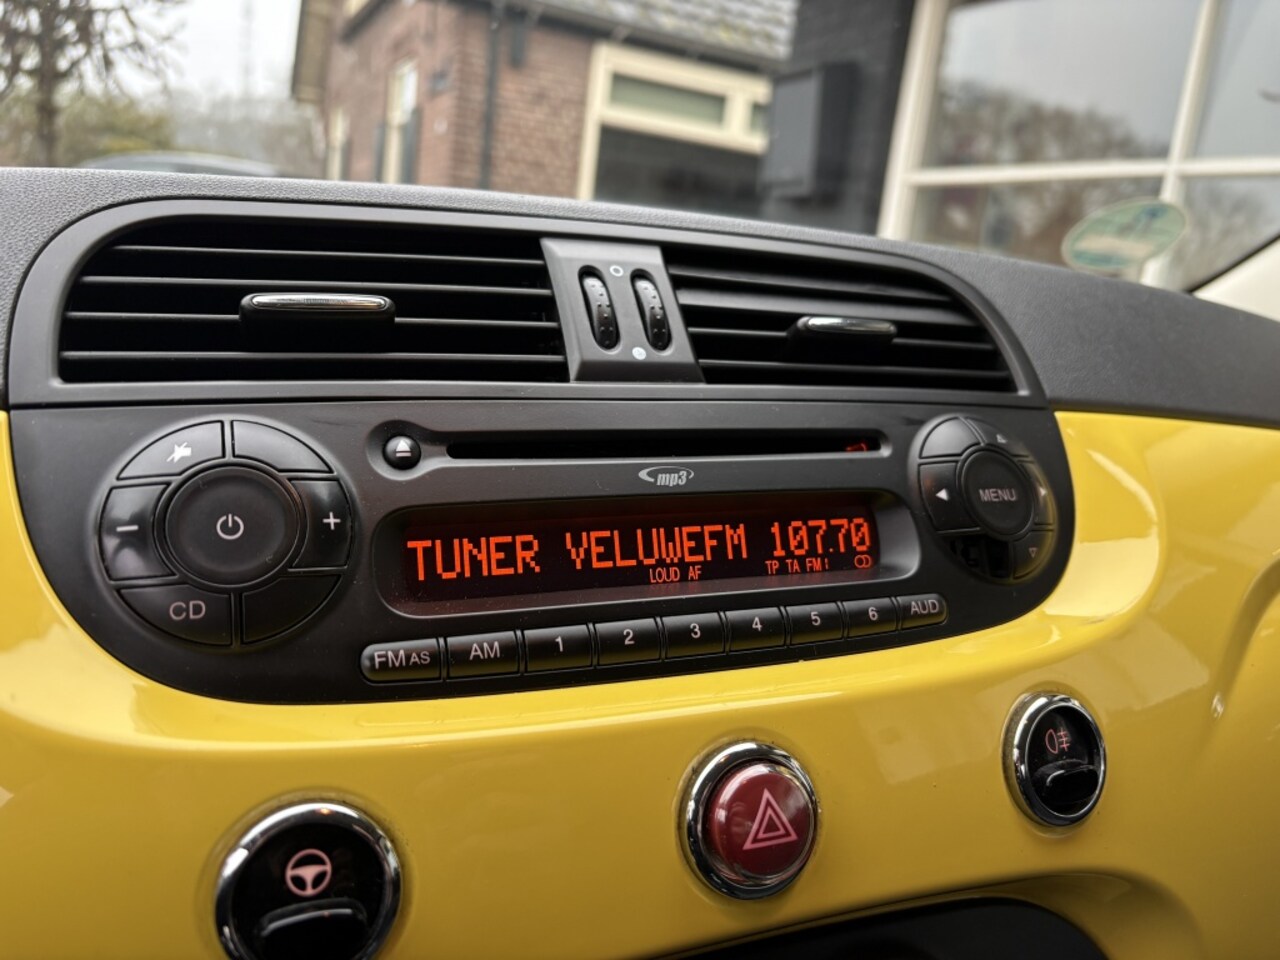 mp3
TUNER VELUWEFM 107.70
LOUD AF TP TA FM
MENU
CD
FM AS AM 1 2 3 4 5 6 AUD